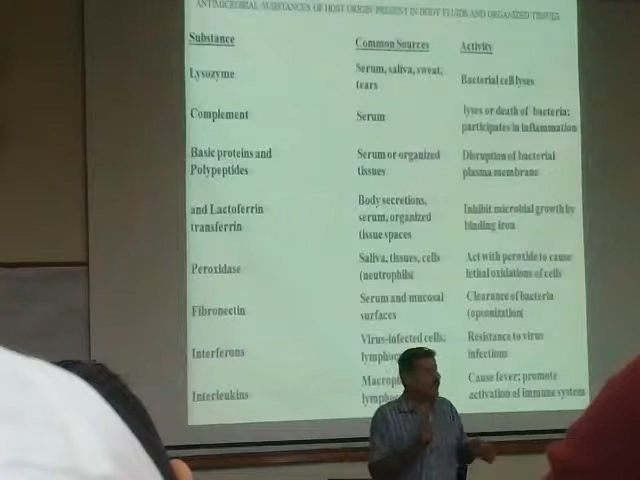 ANTIMICROBIAL SUBSTANCES OF HOST ORIGIN PRESENT IN BODY FLUIDS AND ORGANIZED TISSUES
Substance Common Sources Activity
Lysozyme Serum, saliva, sweat, Bacterial cell lyses
tears
Complement Serum lyses or death of bacteria;
participates in inflammation
Basic proteins and Serum or organized Disruption of bacterial
Polypeptides tissues plasma membrane
and Lactoferrin Body secretions, Inhibit microbial growth by
transferrin serum, organized binding iron
tissue spaces
Peroxidase Saliva, tissues, cells Act with peroxide to cause
(neutrophils( lethal oxidations of cells
Fibronectin Serum and mucosal Clearance of bacteria
surfaces (opsonization(
Interferons Virus-infected cells, Resistance to virus
infections
Interleukins Cause fever; promote
activation of immune system